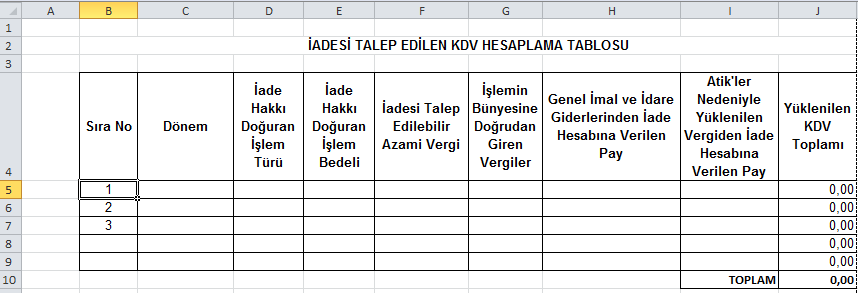 A B C D E F G H I J
1
2 İADESİ TALEP EDİLEN KDV HESAPLAMA TABLOSU
3
4
Sıra No
Dönem
İade
Hakkı
Doğuran
İşlem
Türü
İade
Hakkı
Doğuran
İşlem
Bedeli
İadesi Talep
Edilebilir
Azami Vergi
İşlemin
Bünyesine
Doğrudan
Giren
Vergiler
Genel İmal ve İdare
Giderlerinden İade
Hesabına Verilen
Pay
Atik'ler
Nedeniyle
Yüklenilen
Vergiden İade
Hesabına
Verilen Pay
Yüklenilen
KDV
Toplamı
5 1 0,00
6 2 0,00
7 3 0,00
8 0,00
9 0,00
10 TOPLAM 0,00